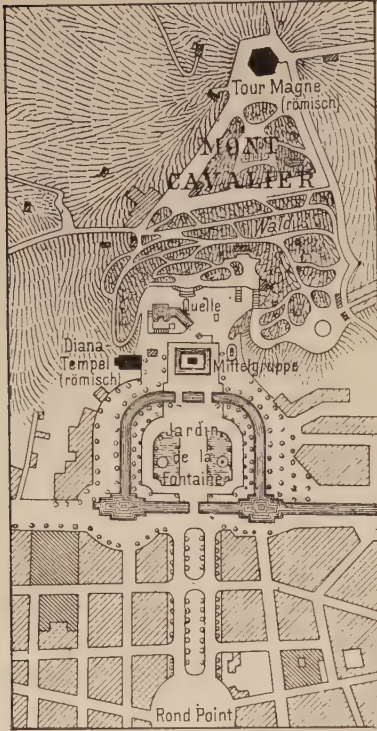 Tour Magne
(römisch)
MONT
CAVALIER
Wald
Quelle
Diana-
Tempel
(römisch)
Mittelgruppe
Jardin
de la
Fontaine
Rond Point